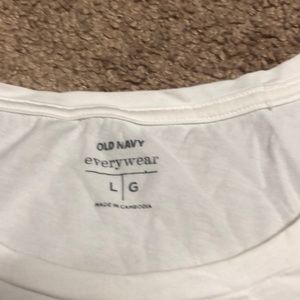 OLD NAVY
everywear
L | G
MADE IN CAMBODIA